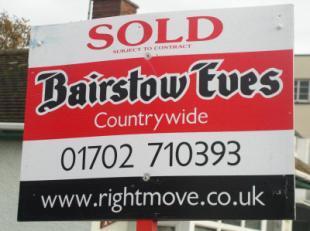 SOLD
SUBJECT TO CONTRACT
Bairstow Eves
Countrywide
01702 710393
www.rightmove.co.uk